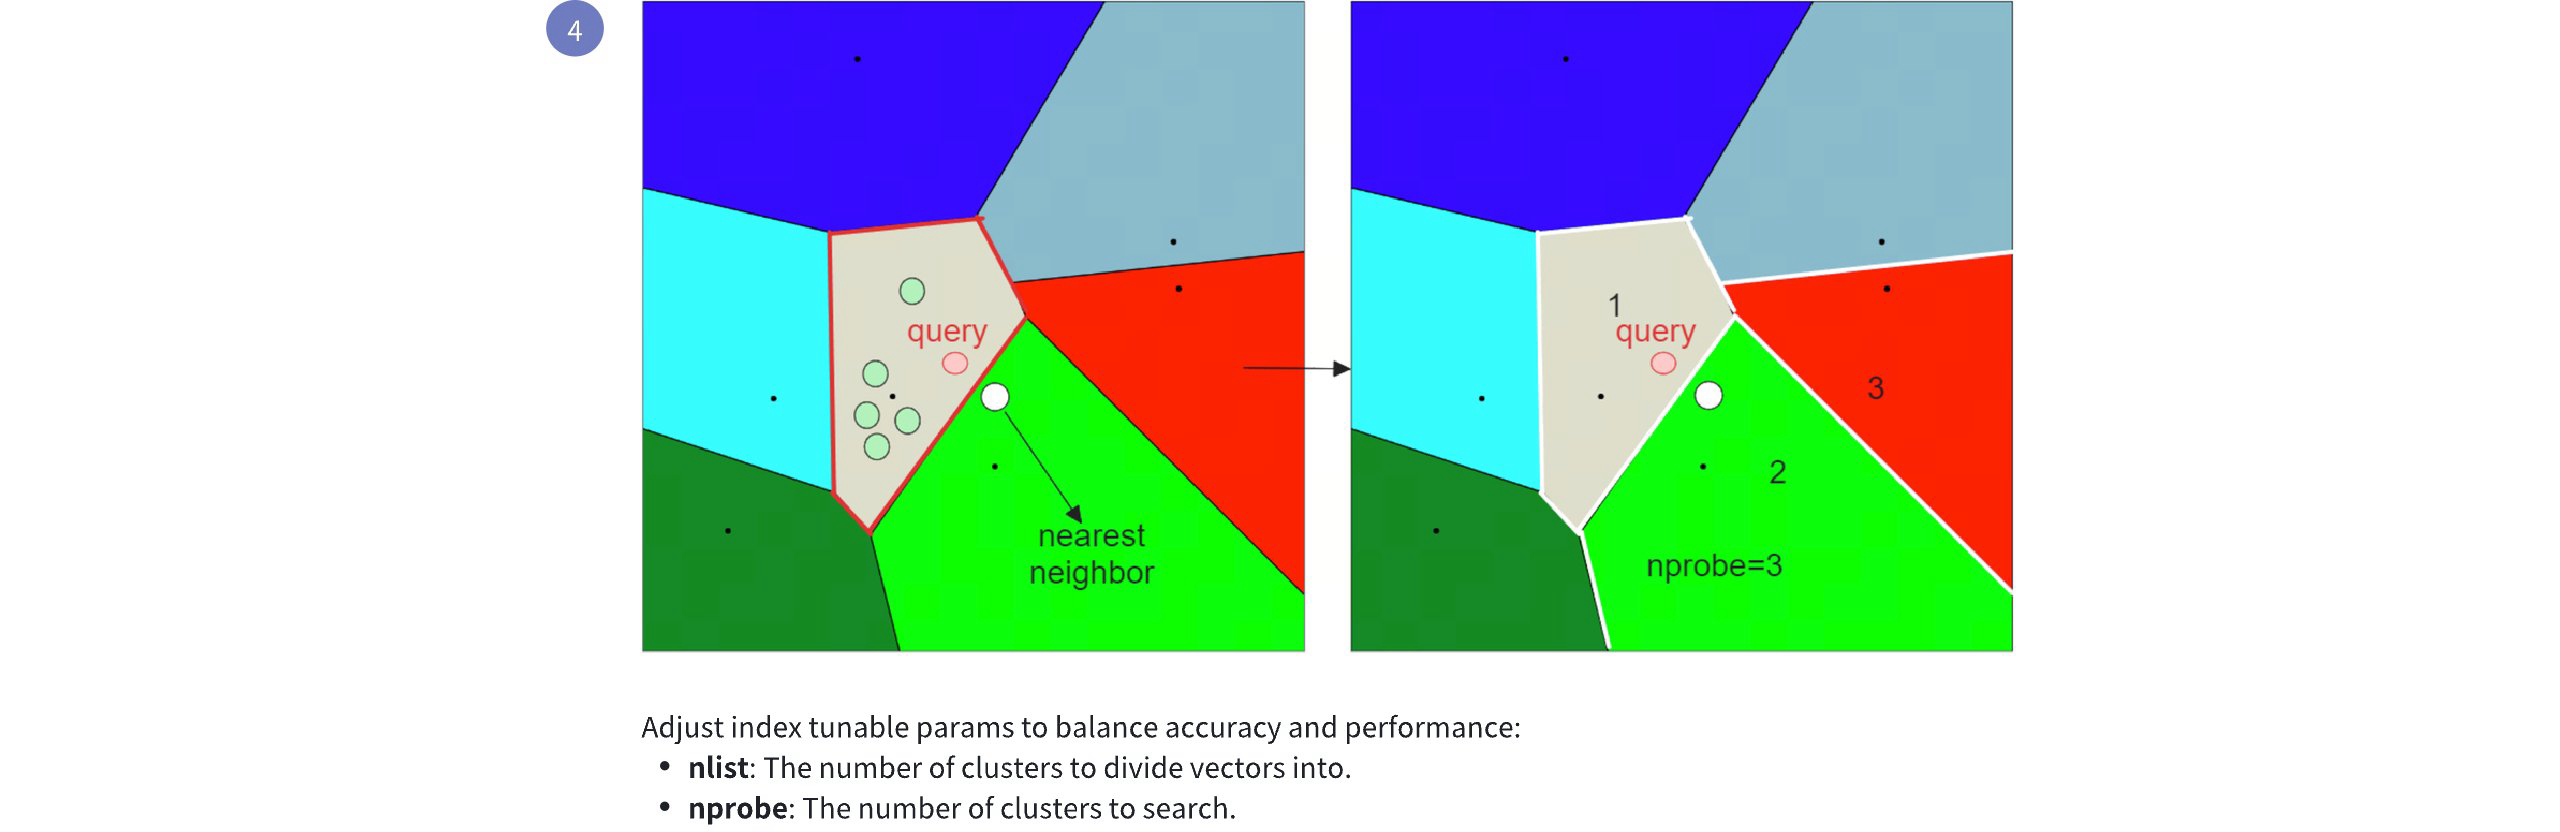 4
query
nearest
neighbor
1
query
3
2
nprobe=3
Adjust index tunable params to balance accuracy and performance:
• nlist: The number of clusters to divide vectors into.
• nprobe: The number of clusters to search.